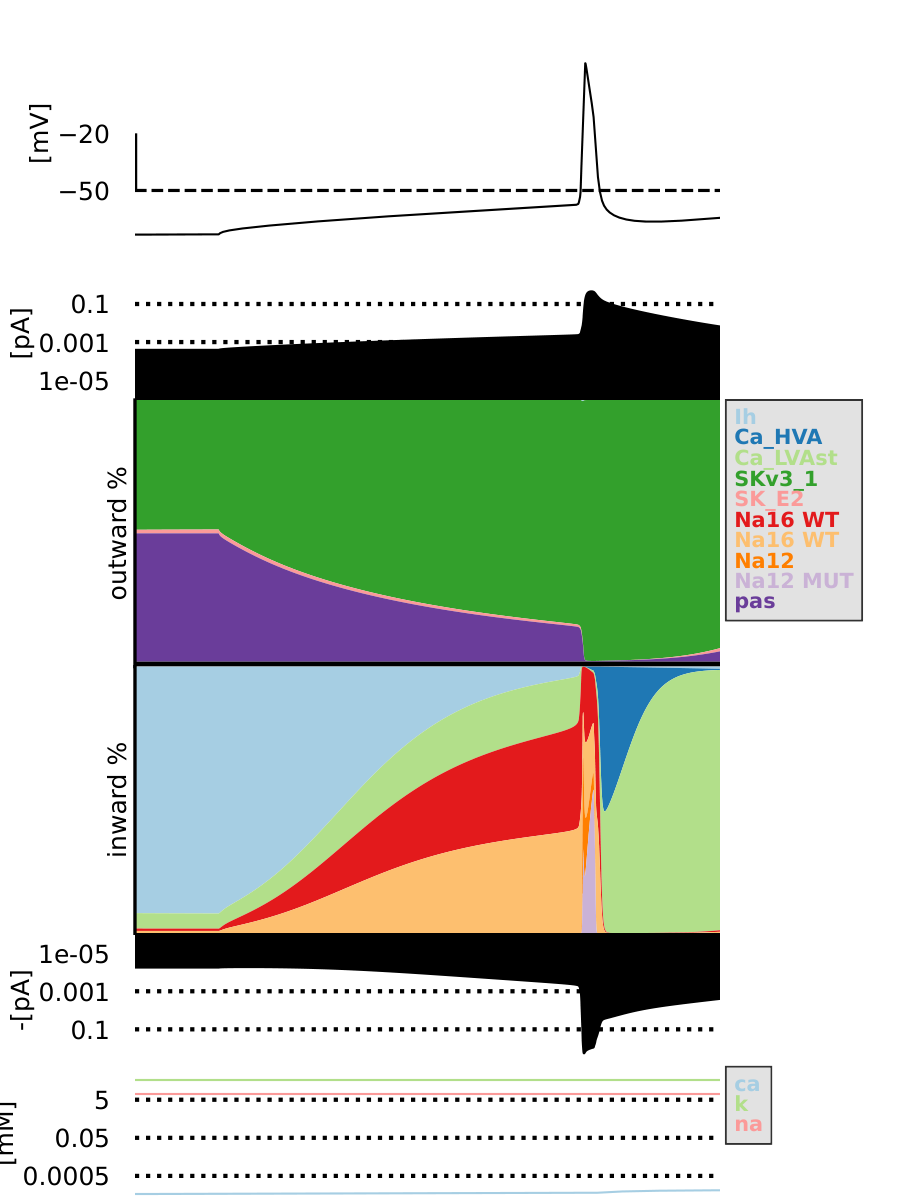 [mV]
−20
−50
[pA]
0.1
0.001
1e-05
outward %
Ih
Ca_HVA
Ca_LVAst
SKv3_1
SK_E2
Na16 WT
Na16 WT
Na12
Na12 MUT
pas
inward %
-[pA]
1e-05
0.001
0.1
[mM]
5
0.05
0.0005
ca
k
na